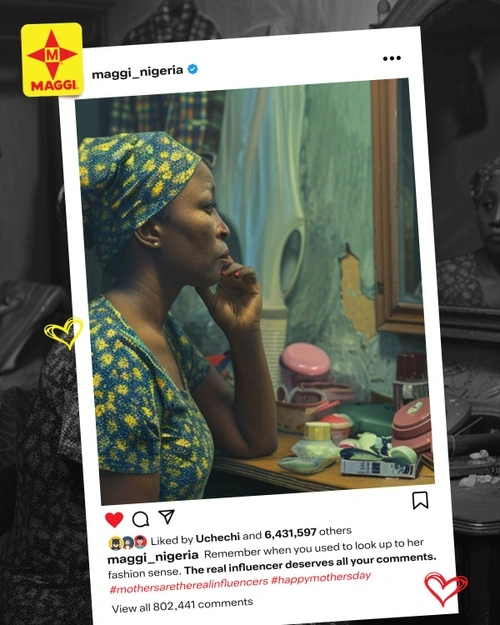 M
MAGGI.
maggi_nigeria
Liked by Uchechi and 6,431,597 others
maggi_nigeria Remember when you used to look up to her
fashion sense. The real influencer deserves all your comments.
#mothersaretherealinfluencers #happymothersday
View all 802,441 comments